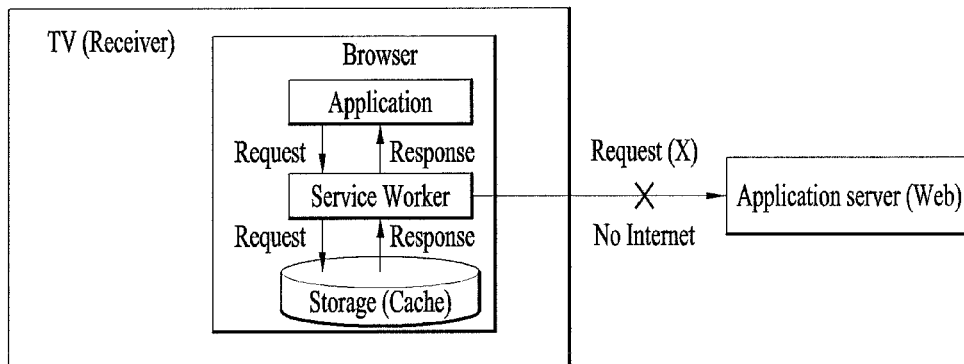 TV (Receiver)
Browser
Application
Request
Response
Request (X)
Service Worker
Application server (Web)
No Internet
Request
Response
Storage (Cache)